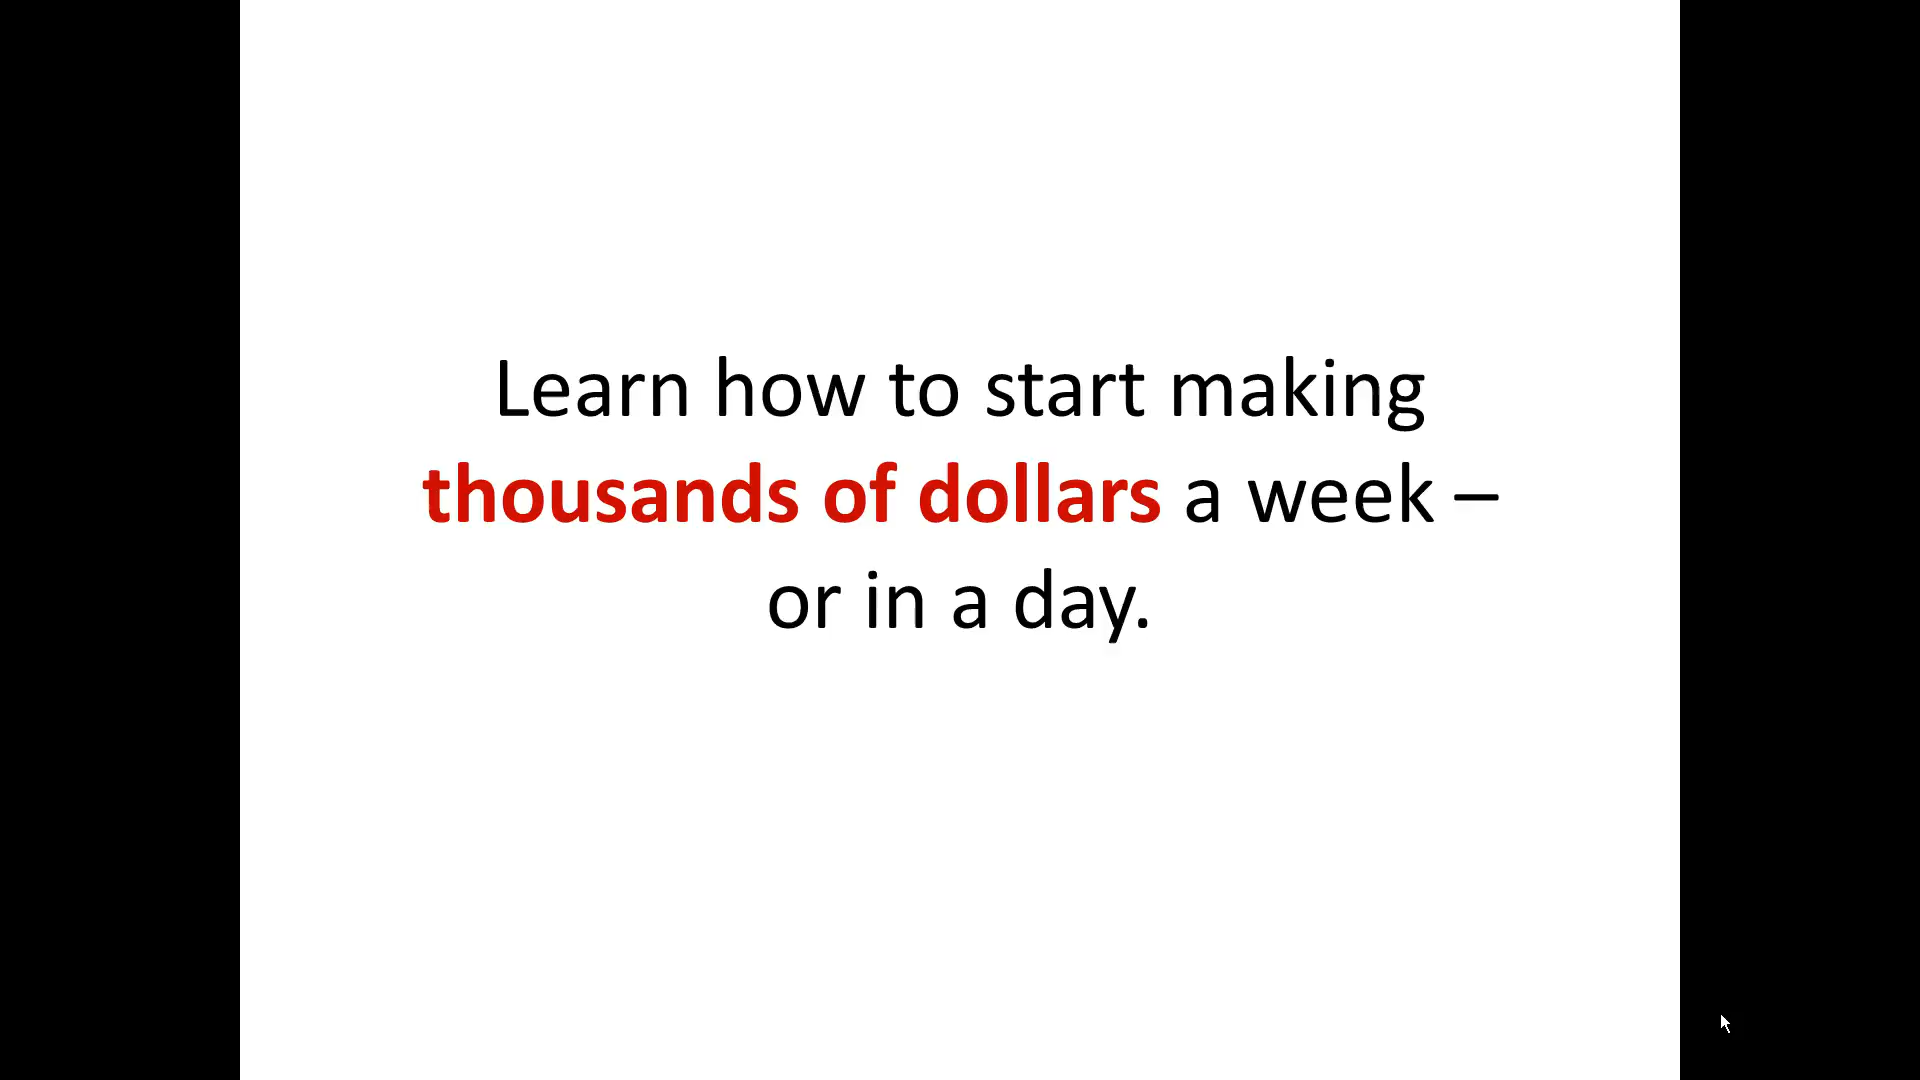 Learn how to start making
thousands of dollars a week –
or in a day.